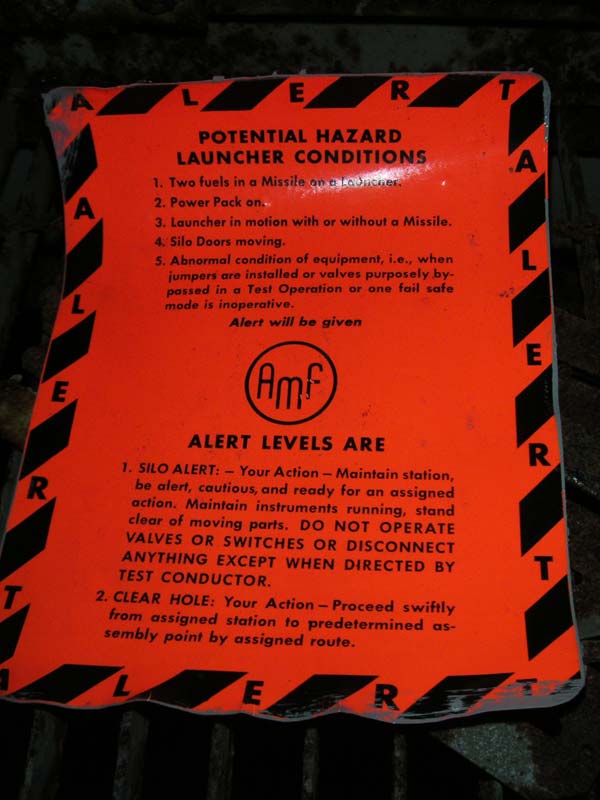 ALERT
POTENTIAL HAZARD
LAUNCHER CONDITIONS
1. Two fuels in a Missile on a Launcher.
2. Power Pack on.
3. Launcher in motion with or without a Missile.
4. Silo Doors moving.
5. Abnormal condition of equipment, i.e., when
jumpers are installed or valves purposely by-
passed in a Test Operation or one fail safe
mode is inoperative.
Alert will be given
AMF
ALERT LEVELS ARE
1. SILO ALERT: – Your Action – Maintain station,
be alert, cautious, and ready for an assigned
action. Maintain instruments running, stand
clear of moving parts. DO NOT OPERATE
VALVES OR SWITCHES OR DISCONNECT
ANYTHING EXCEPT WHEN DIRECTED BY
TEST CONDUCTOR.
2. CLEAR HOLE: Your Action – Proceed swiftly
from assigned station to predetermined as-
sembly point by assigned route.
ALERT
ALERT
ALERT